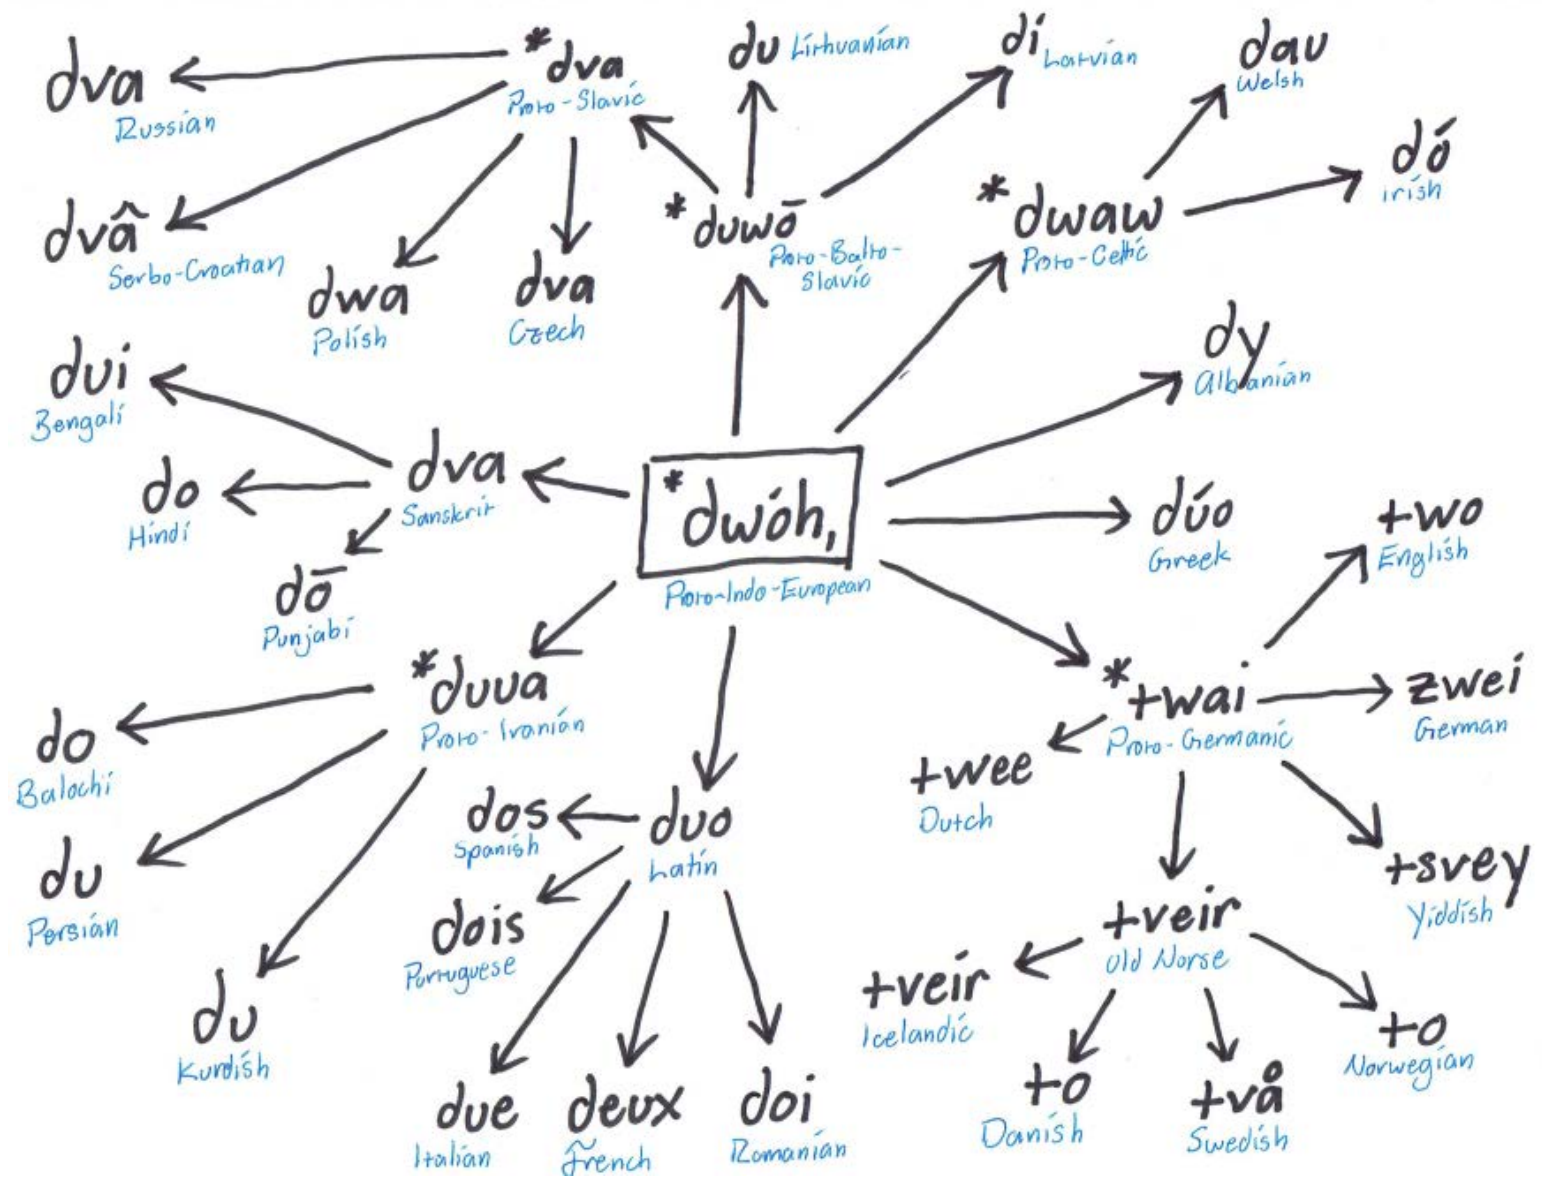 dva
Russian
*dva
Proto-Slavic
du Lithuanian
di
Latvian
dau
Welsh
dó
irish
dvâ
Serbo-Croatian
dwa
Polish
dva
Czech
*duwō
Proto-Balto-
Slavic
*dwaw
Proto-Celtic
dy
Albanian
dui
Bengali
do
Hindi
dva
Sanskrit
dō
Punjabi
*dwóh,
Proto-Indo-European
dúo
Greek
two
English
*duua
Proto-Iranian
do
Balochi
du
Persian
du
Kurdish
*twai
Proto-Germanic
zwei
German
twee
Dutch
tsvey
Yiddish
dos
Spanish
duo
Latin
dois
Portuguese
due
Italian
deux
French
doi
Romanian
tveir
Old Norse
tveir
Icelandic
to
Danish
två
Swedish
to
Norwegian